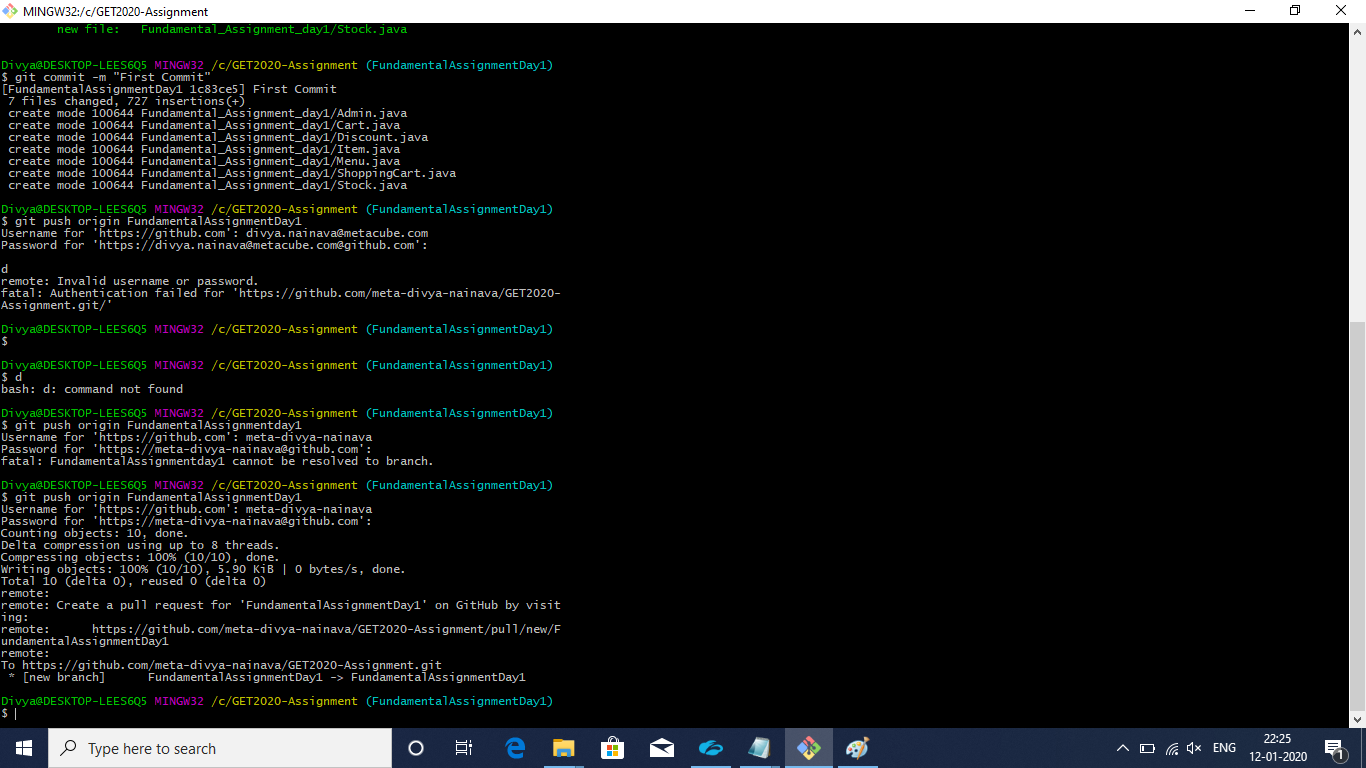 MINGW32:/c/GET2020-Assignment
new file:   Fundamental_Assignment_day1/Stock.java
Divya@DESKTOP-LEES6Q5 MINGW32 /c/GET2020-Assignment (FundamentalAssignmentDay1)
$ git commit -m "First Commit"
[FundamentalAssignmentDay1 1c83ce5] First Commit
7 files changed, 727 insertions(+)
create mode 100644 Fundamental_Assignment_day1/Admin.java
create mode 100644 Fundamental_Assignment_day1/Cart.java
create mode 100644 Fundamental_Assignment_day1/Discount.java
create mode 100644 Fundamental_Assignment_day1/Item.java
create mode 100644 Fundamental_Assignment_day1/Menu.java
create mode 100644 Fundamental_Assignment_day1/ShoppingCart.java
create mode 100644 Fundamental_Assignment_day1/Stock.java
Divya@DESKTOP-LEES6Q5 MINGW32 /c/GET2020-Assignment (FundamentalAssignmentDay1)
$ git push origin FundamentalAssignmentDay1
Username for 'https://github.com': divya.nainava@metacube.com
Password for 'https://divya.nainava@metacube.com@github.com':
d
remote: Invalid username or password.
fatal: Authentication failed for 'https://github.com/meta-divya-nainava/GET2020-
Assignment.git/'
Divya@DESKTOP-LEES6Q5 MINGW32 /c/GET2020-Assignment (FundamentalAssignmentDay1)
$
Divya@DESKTOP-LEES6Q5 MINGW32 /c/GET2020-Assignment (FundamentalAssignmentDay1)
$ d
bash: d: command not found
Divya@DESKTOP-LEES6Q5 MINGW32 /c/GET2020-Assignment (FundamentalAssignmentDay1)
$ git push origin FundamentalAssignmentday1
Username for 'https://github.com': meta-divya-nainava
Password for 'https://meta-divya-nainava@github.com':
fatal: FundamentalAssignmentday1 cannot be resolved to branch.
Divya@DESKTOP-LEES6Q5 MINGW32 /c/GET2020-Assignment (FundamentalAssignmentDay1)
$ git push origin FundamentalAssignmentDay1
Username for 'https://github.com': meta-divya-nainava
Password for 'https://meta-divya-nainava@github.com':
Counting objects: 10, done.
Delta compression using up to 8 threads.
Compressing objects: 100% (10/10), done.
Writing objects: 100% (10/10), 5.90 KiB | 0 bytes/s, done.
Total 10 (delta 0), reused 0 (delta 0)
remote:
remote: Create a pull request for 'FundamentalAssignmentDay1' on GitHub by visit
ing:
remote:      https://github.com/meta-divya-nainava/GET2020-Assignment/pull/new/F
undamentalAssignmentDay1
remote:
To https://github.com/meta-divya-nainava/GET2020-Assignment.git
* [new branch]      FundamentalAssignmentDay1 -> FundamentalAssignmentDay1
Divya@DESKTOP-LEES6Q5 MINGW32 /c/GET2020-Assignment (FundamentalAssignmentDay1)
$
Type here to search
ENG
22:25
12-01-2020
1